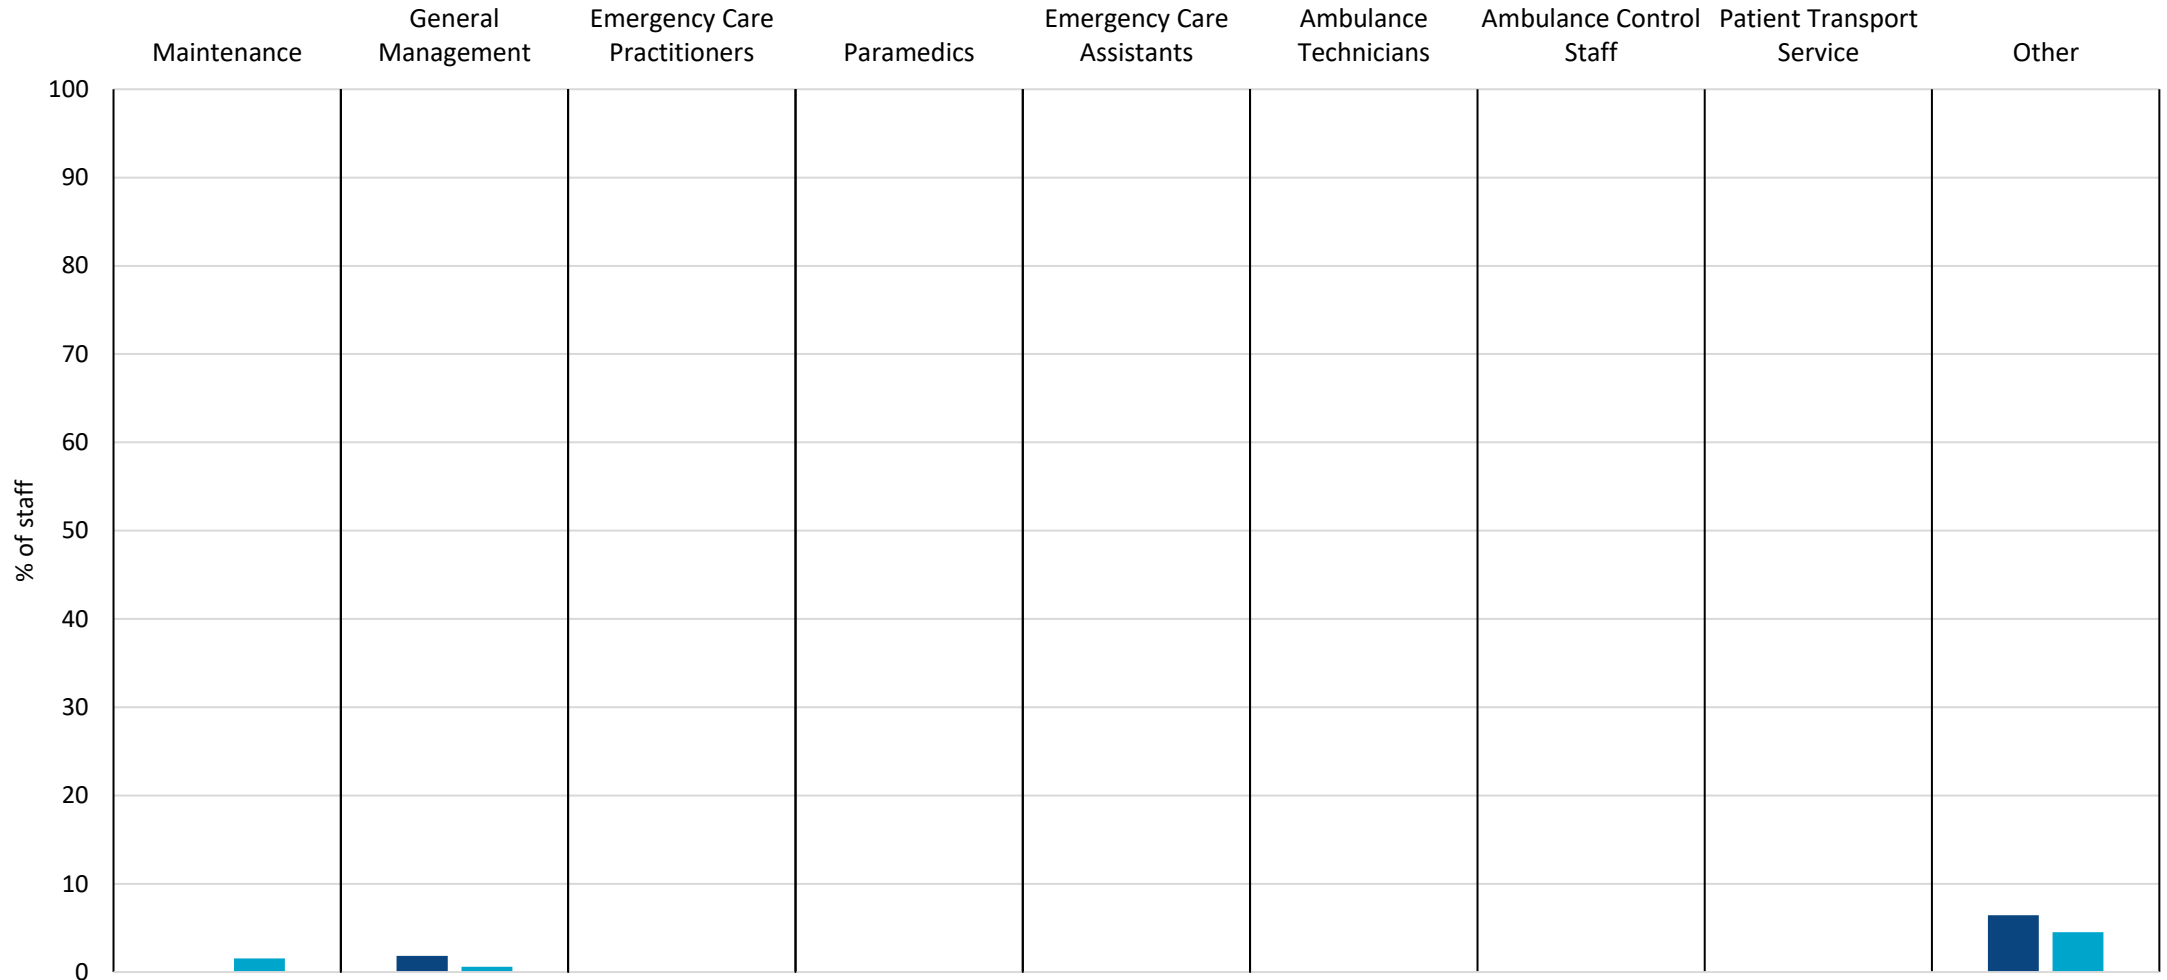 Maintenance
General
Management
Emergency Care
Practitioners
Paramedics
Emergency Care
Assistants
Ambulance
Technicians
Ambulance Control
Staff
Patient Transport
Service
Other
100
90
80
70
60
50
40
30
20
10
0
% of staff